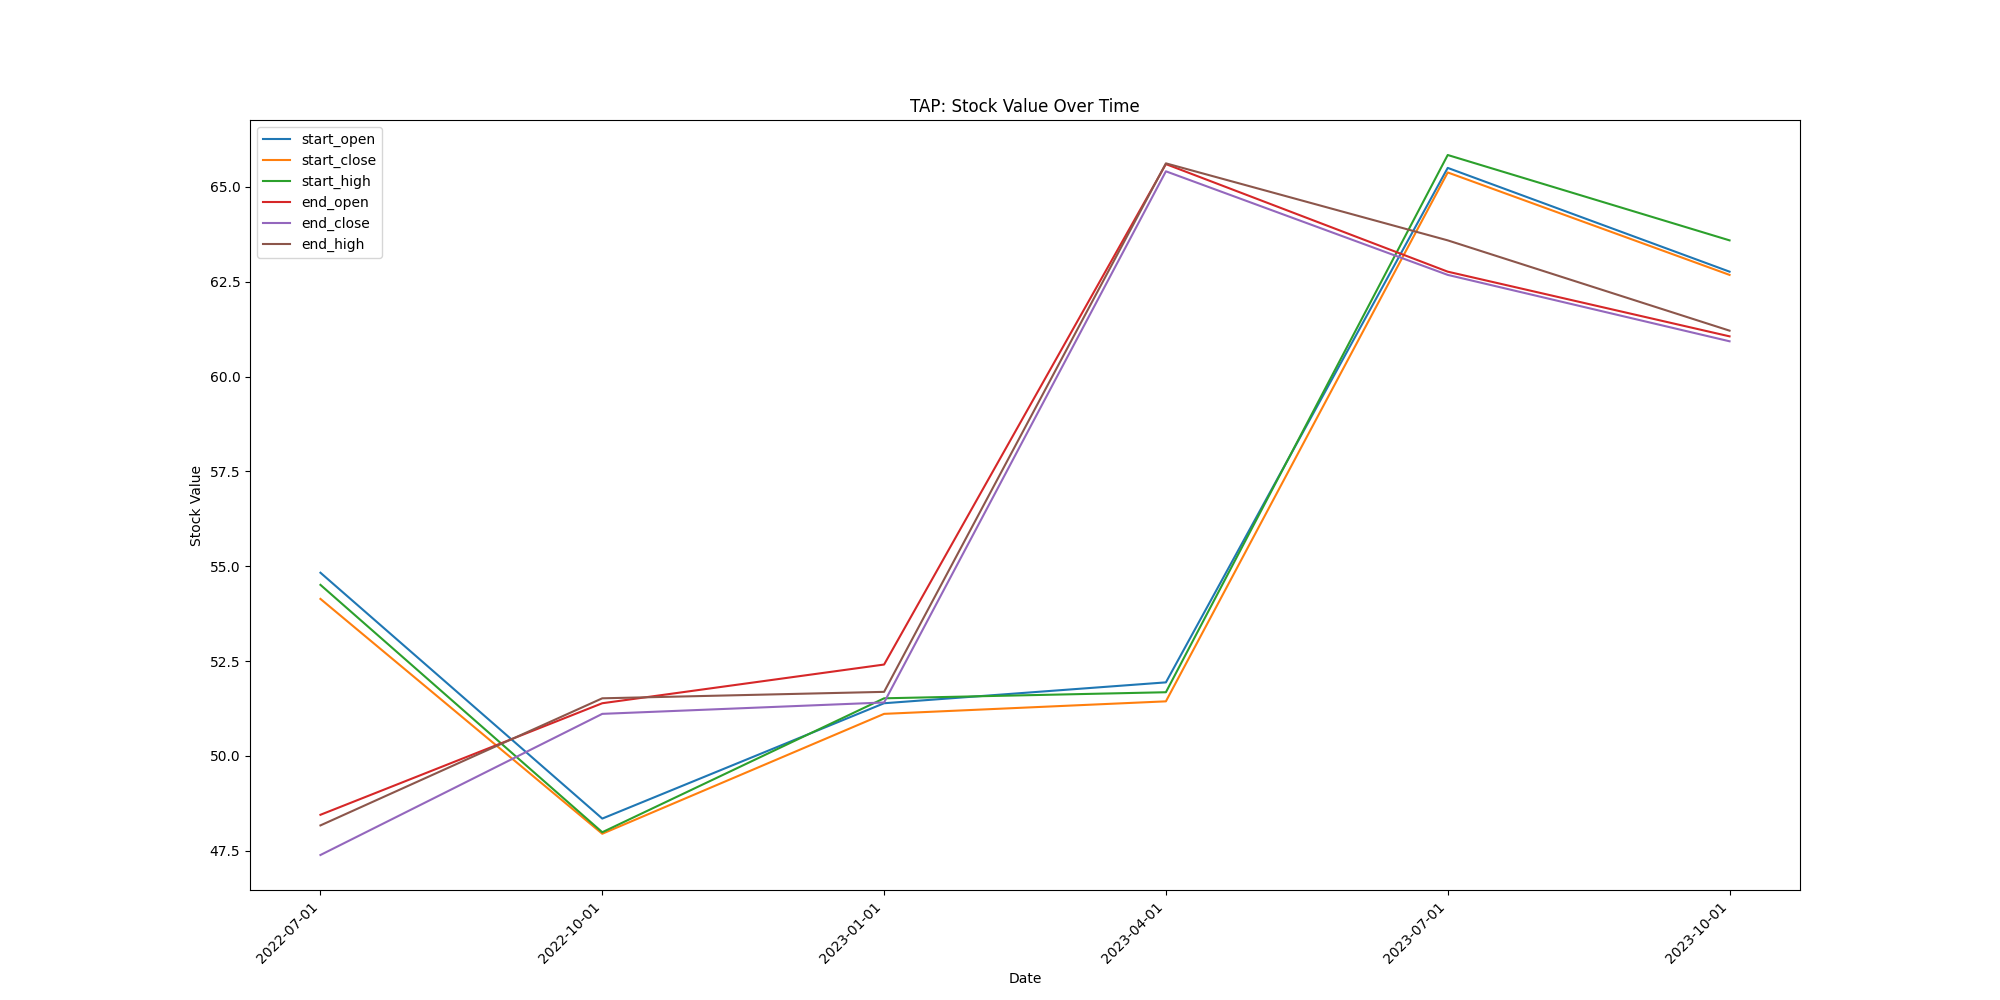 TAP: Stock Value Over Time
start_open
start_close
start_high
end_open
end_close
end_high
65.0
62.5
60.0
57.5
55.0
52.5
50.0
47.5
Stock Value
2022-07-01
2022-10-01
2023-01-01
2023-04-01
2023-07-01
2023-10-01
Date